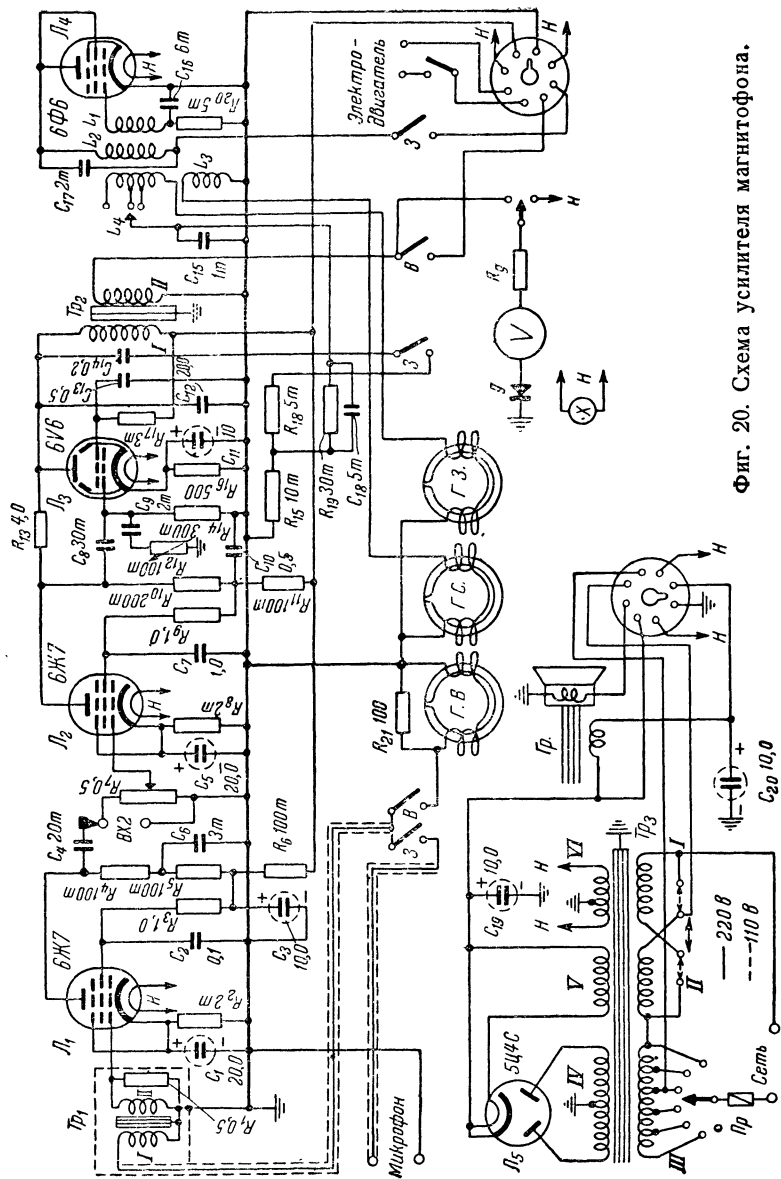 Л4
6Ф6
C16 6т
R20 5т
L1
L2
C17 2т
L3
L4
C15
1т
Электро-
двигатель
Н
Н
З
В
Тр2
II
I
C14 0,2
C13 0,5
C12 20,0
6V6
Л3
R17 3т
10
C11
R16 500
R13 4,0
C8 30т
C9
2т
R14
300т
R12 100т
C10
0,5
R10 200т
R11 100т
R9 1,0
R15 10т
R18 5т
R19 30т
C18 5т
З
6Ж7
Л2
Н
C7
1,0
R8 2т
C5
20,0
R7 0,5
ВХ2
C4 20т
C6
3т
R4 100т
R5 100т
R6 100т
R3 1,0
6Ж7
Л1
Н
C2
0,1
C3
10,0
R2 2т
C1
20,0
Тр1
I
II
R1 0,5
Микрофон
З
В
R21 100
Г.В
Г.С.
Г.З.
Rg
V
g
Н
Х
Н
Гр.
Н
Н
C20 10,0
C19
10,0
VI
Н
Н
V
IV
5Ц4С
Л5
Тр3
I
II
III
220 В
110 В
Пр
Сеть
Фиг. 20. Схема усилителя магнитофона.